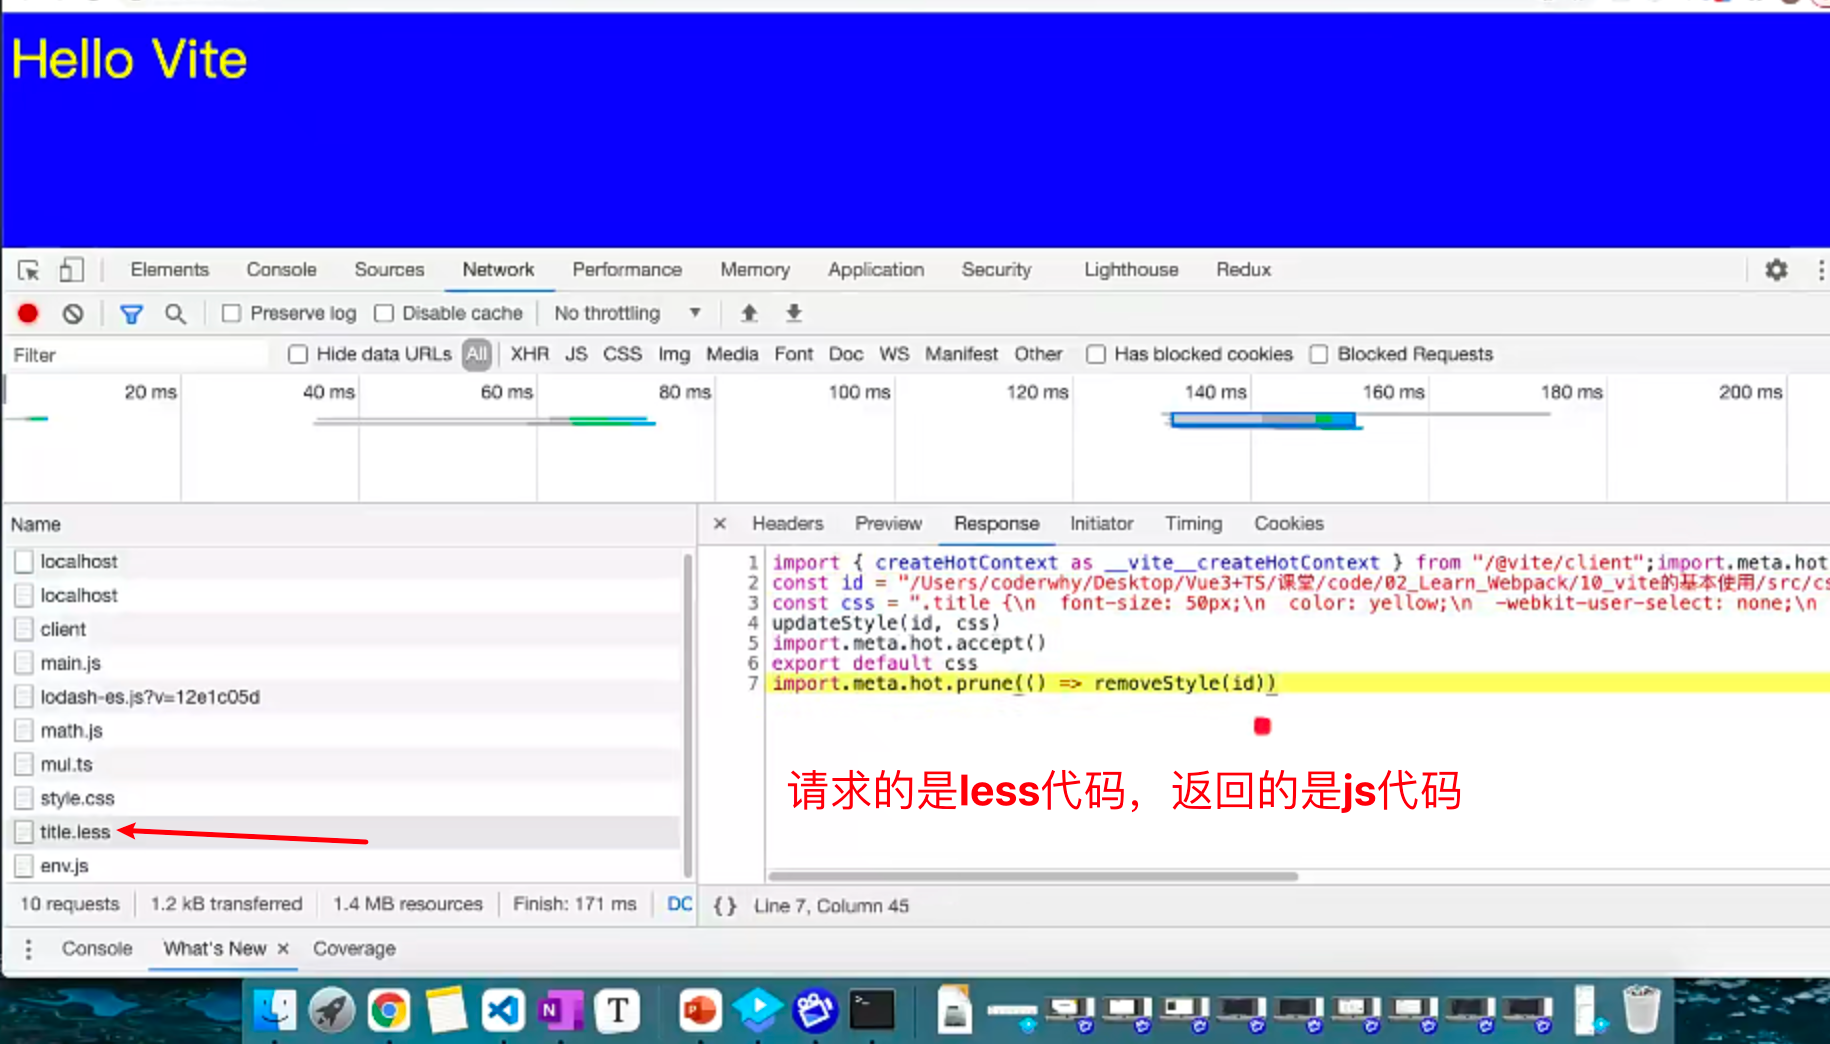 Hello Vite
Elements Console Sources Network Performance Memory Application Security Lighthouse Redux
Preserve log Disable cache No throttling
Filter Hide data URLs All XHR JS CSS Img Media Font Doc WS Manifest Other Has blocked cookies Blocked Requests
20 ms 40 ms 60 ms 80 ms 100 ms 120 ms 140 ms 160 ms 180 ms 200 ms
Name
localhost
localhost
client
main.js
lodash-es.js?v=12e1c05d
math.js
mul.ts
style.css
title.less
env.js
10 requests 1.2 kB transferred 1.4 MB resources Finish: 171 ms DC
× Headers Preview Response Initiator Timing Cookies
1 import { createHotContext as __vite__createHotContext } from "/@vite/client";import.meta.hot
2 const id = "/Users/coderwhy/Desktop/Vue3+TS/课堂/code/02_Learn_Webpack/10_vite的基本使用/src/cs
3 const css = ".title {\n  font-size: 50px;\n  color: yellow;\n  -webkit-user-select: none;\n
4 updateStyle(id, css)
5 import.meta.hot.accept()
6 export default css
7 import.meta.hot.prune(() => removeStyle(id))
请求的是less代码，返回的是js代码
{} Line 7, Column 45
Console What's New × Coverage
N T P